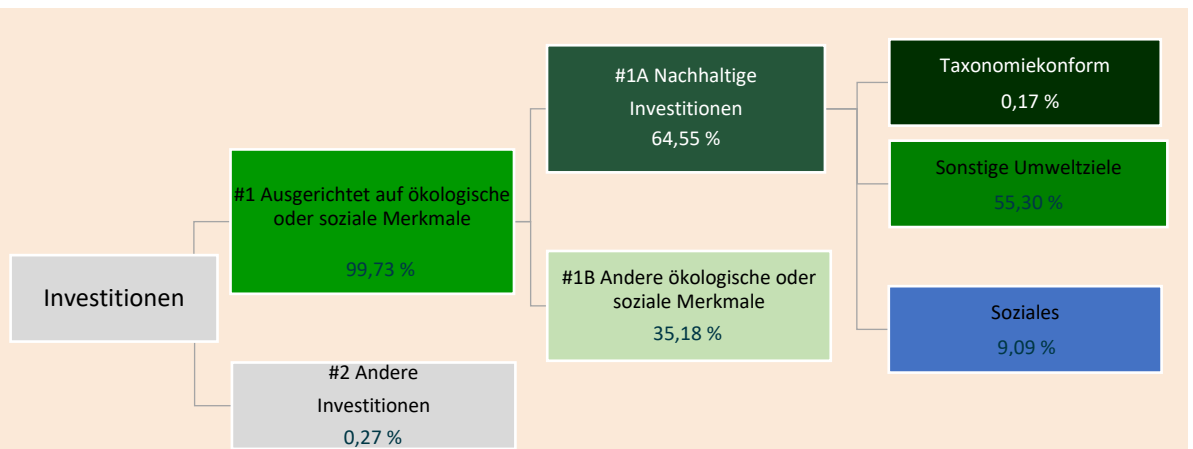 Investitionen
#1 Ausgerichtet auf ökologische
oder soziale Merkmale
99,73 %
#2 Andere
Investitionen
0,27 %
#1A Nachhaltige
Investitionen
64,55 %
#1B Andere ökologische oder
soziale Merkmale
35,18 %
Taxonomiekonform
0,17 %
Sonstige Umweltziele
55,30 %
Soziales
9,09 %